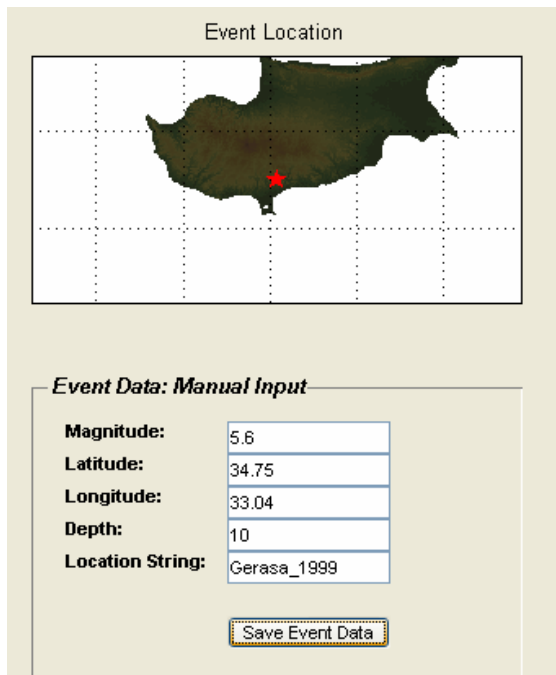 Event Location
Event Data: Manual Input
Magnitude: 5.6
Latitude: 34.75
Longitude: 33.04
Depth: 10
Location String: Gerasa_1999
Save Event Data